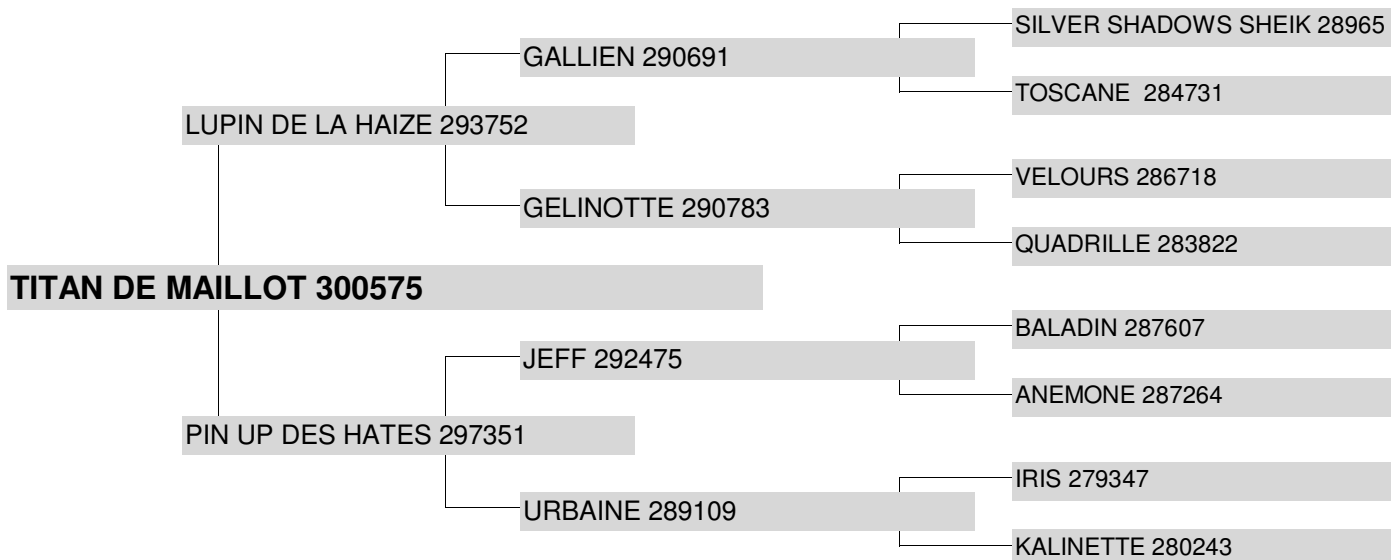 SILVER SHADOWS SHEIK 28965
GALLIEN 290691
TOSCANE 284731
LUPIN DE LA HAIZE 293752
VELOURS 286718
GELINOTTE 290783
QUADRILLE 283822
TITAN DE MAILLOT 300575
BALADIN 287607
JEFF 292475
ANEMONE 287264
PIN UP DES HATES 297351
IRIS 279347
URBAINE 289109
KALINETTE 280243